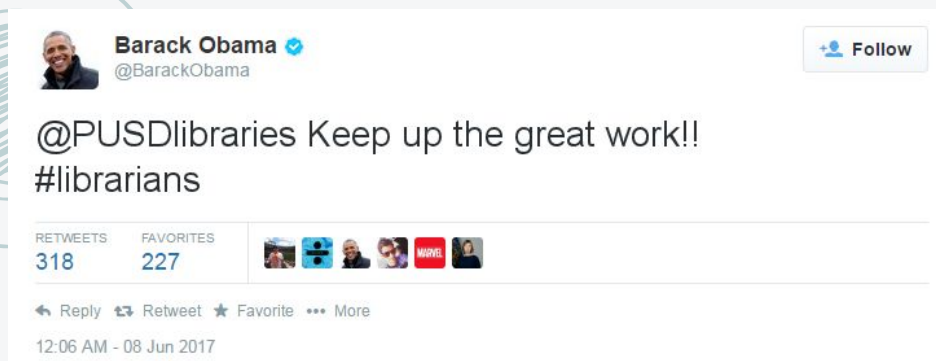 Barack Obama
@BarackObama
Follow
@PUSDlibraries Keep up the great work!!
#librarians
RETWEETS FAVORITES
318 227
MARVEL
Reply Retweet Favorite More
12:06 AM - 08 Jun 2017